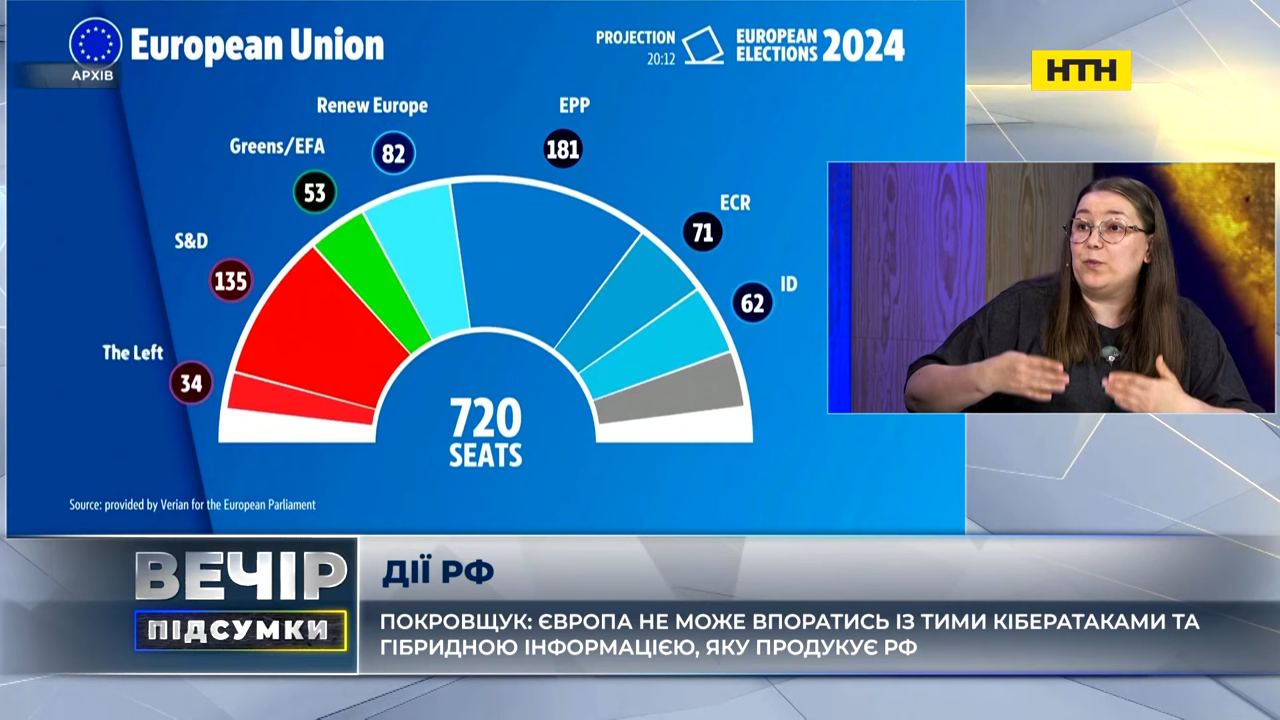 European Union
АРХІВ
PROJECTION
20:12
EUROPEAN
ELECTIONS 2024
НТН
Renew Europe
82
EPP
181
Greens/EFA
53
ECR
71
S&D
135
ID
62
The Left
34
720
SEATS
Source: provided by Verian for the European Parliament
ВЕЧІР
ПІДСУМКИ
ДІЇ РФ
ПОКРОВЩУК: ЄВРОПА НЕ МОЖЕ ВПОРАТИСЬ ІЗ ТИМИ КІБЕРАТАКАМИ ТА
ГІБРИДНОЮ ІНФОРМАЦІЄЮ, ЯКУ ПРОДУКУЄ РФ